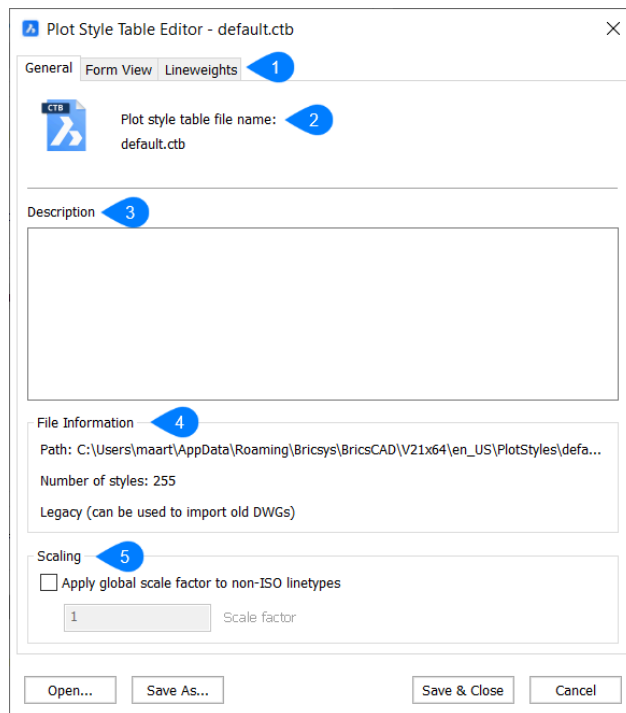 Plot Style Table Editor - default.ctb
General Form View Lineweights 1
CTB
Plot style table file name: 2
default.ctb
Description 3
File Information 4
Path: C:\Users\maart\AppData\Roaming\Bricsys\BricsCAD\V21x64\en_US\PlotStyles\defa...
Number of styles: 255
Legacy (can be used to import old DWGs)
Scaling 5
Apply global scale factor to non-ISO linetypes
1 Scale factor
Open... Save As... Save & Close Cancel